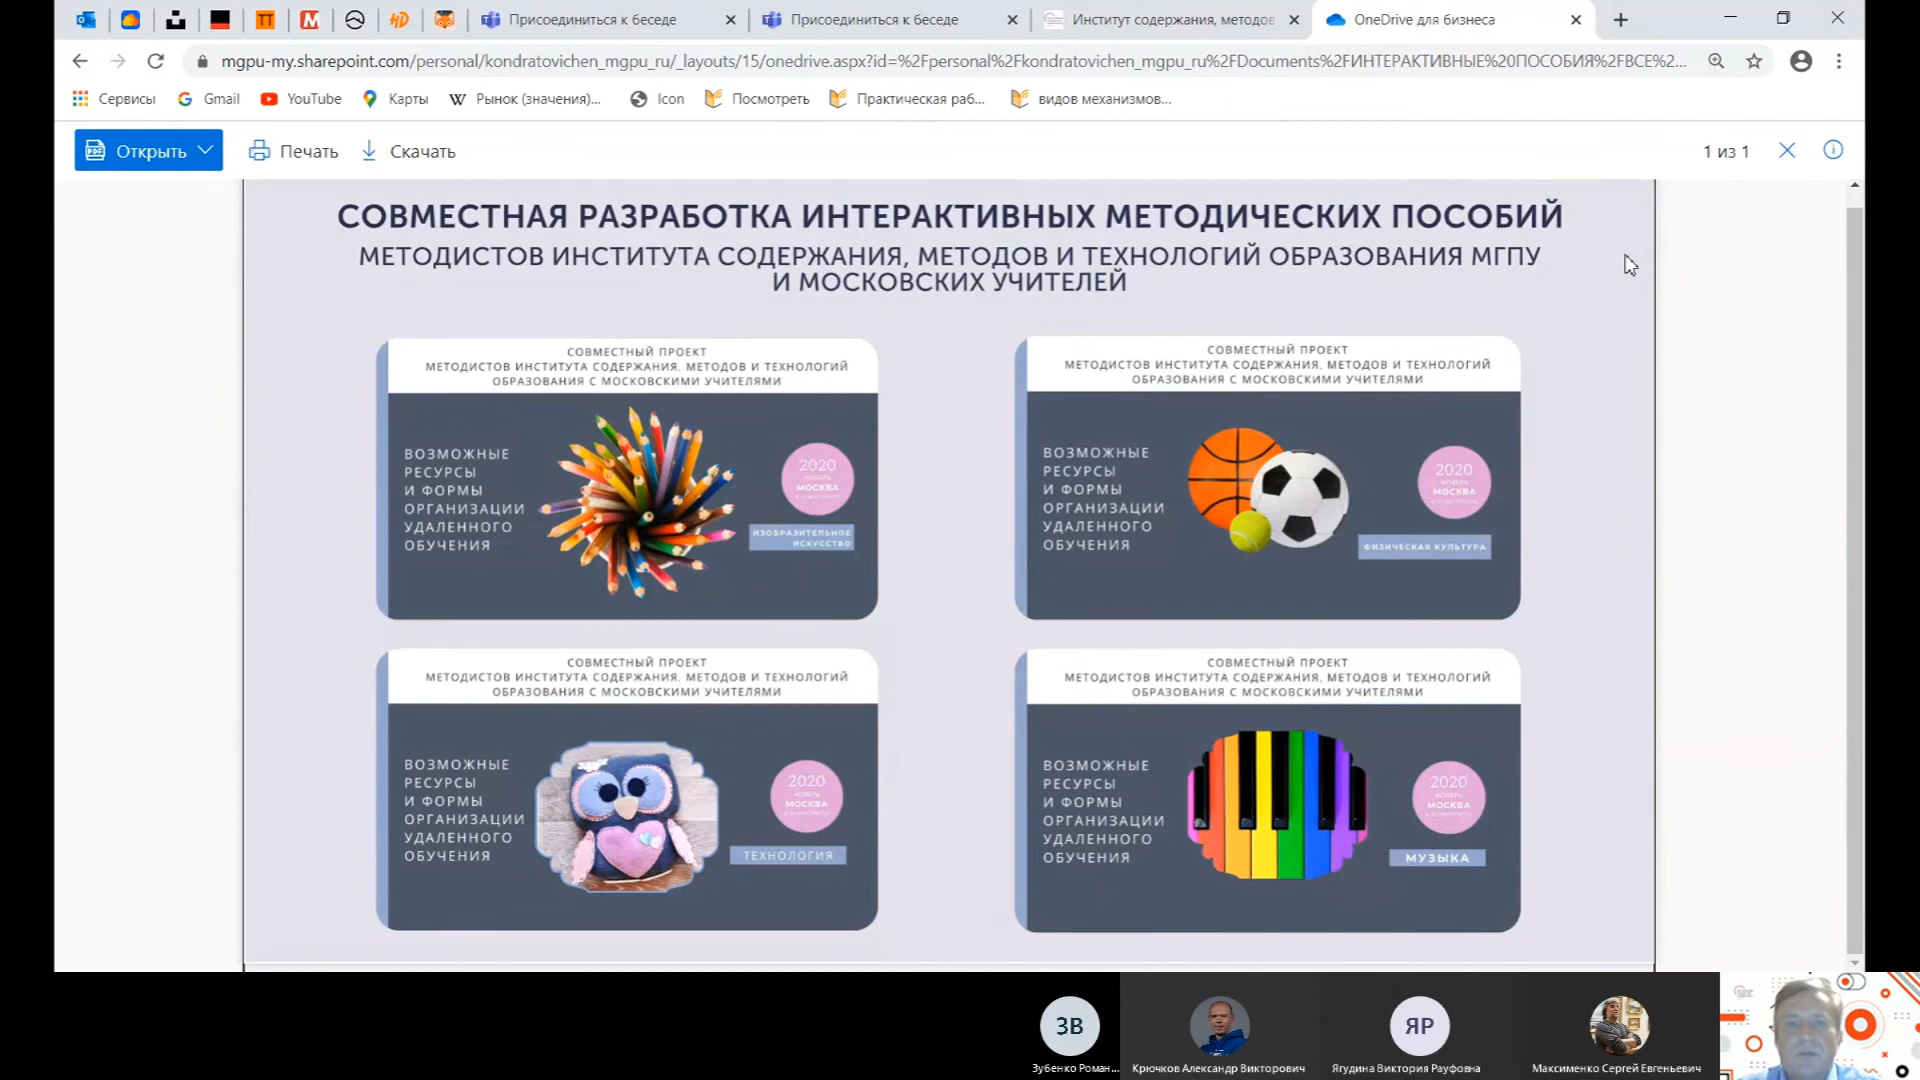 Присоединиться к беседе
Присоединиться к беседе
Институт содержания, методов
OneDrive для бизнеса
mgpu-my.sharepoint.com/personal/kondratovichen_mgpu_ru/_layouts/15/onedrive.aspx?id=%2Fpersonal%2Fkondratovichen_mgpu_ru%2FDocuments%2FИНТЕРАКТИВНЫЕ%20ПОСОБИЯ%2FВСЕ%2...
Сервисы
Gmail
YouTube
Карты
Рынок (значения)...
Icon
Посмотреть
Практическая раб...
видов механизмов...
Открыть
Печать
Скачать
1 из 1
СОВМЕСТНАЯ РАЗРАБОТКА ИНТЕРАКТИВНЫХ МЕТОДИЧЕСКИХ ПОСОБИЙ
МЕТОДИСТОВ ИНСТИТУТА СОДЕРЖАНИЯ, МЕТОДОВ И ТЕХНОЛОГИЙ ОБРАЗОВАНИЯ МГПУ
И МОСКОВСКИХ УЧИТЕЛЕЙ
СОВМЕСТНЫЙ ПРОЕКТ
МЕТОДИСТОВ ИНСТИТУТА СОДЕРЖАНИЯ, МЕТОДОВ И ТЕХНОЛОГИЙ
ОБРАЗОВАНИЯ С МОСКОВСКИМИ УЧИТЕЛЯМИ
ВОЗМОЖНЫЕ
РЕСУРСЫ
И ФОРМЫ
ОРГАНИЗАЦИИ
УДАЛЕННОГО
ОБУЧЕНИЯ
2020
НОЯБРЬ
МОСКВА
ИЗОБРАЗИТЕЛЬНОЕ
ИСКУССТВО
СОВМЕСТНЫЙ ПРОЕКТ
МЕТОДИСТОВ ИНСТИТУТА СОДЕРЖАНИЯ, МЕТОДОВ И ТЕХНОЛОГИЙ
ОБРАЗОВАНИЯ С МОСКОВСКИМИ УЧИТЕЛЯМИ
ВОЗМОЖНЫЕ
РЕСУРСЫ
И ФОРМЫ
ОРГАНИЗАЦИИ
УДАЛЕННОГО
ОБУЧЕНИЯ
2020
НОЯБРЬ
МОСКВА
ФИЗИЧЕСКАЯ КУЛЬТУРА
СОВМЕСТНЫЙ ПРОЕКТ
МЕТОДИСТОВ ИНСТИТУТА СОДЕРЖАНИЯ, МЕТОДОВ И ТЕХНОЛОГИЙ
ОБРАЗОВАНИЯ С МОСКОВСКИМИ УЧИТЕЛЯМИ
ВОЗМОЖНЫЕ
РЕСУРСЫ
И ФОРМЫ
ОРГАНИЗАЦИИ
УДАЛЕННОГО
ОБУЧЕНИЯ
2020
НОЯБРЬ
МОСКВА
ТЕХНОЛОГИЯ
СОВМЕСТНЫЙ ПРОЕКТ
МЕТОДИСТОВ ИНСТИТУТА СОДЕРЖАНИЯ, МЕТОДОВ И ТЕХНОЛОГИЙ
ОБРАЗОВАНИЯ С МОСКОВСКИМИ УЧИТЕЛЯМИ
ВОЗМОЖНЫЕ
РЕСУРСЫ
И ФОРМЫ
ОРГАНИЗАЦИИ
УДАЛЕННОГО
ОБУЧЕНИЯ
2020
НОЯБРЬ
МОСКВА
МУЗЫКА
ЗВ
ЯР
Зубенко Роман...
Крючков Александр Викторович
Ягудина Виктория Рауфовна
Максименко Сергей Евгеньевич